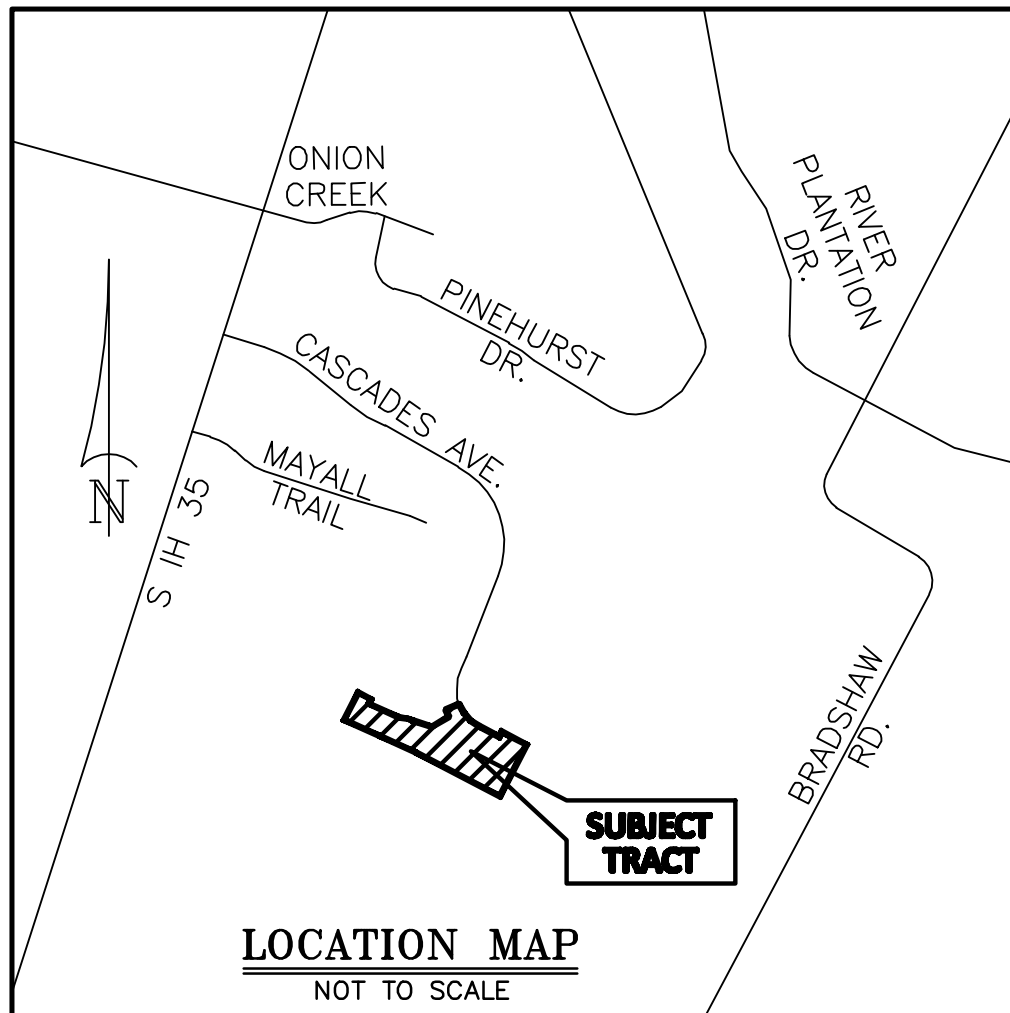 ONION
CREEK
RIVER
PLANTATION
DR.
PINEHURST
DR.
CASCADES AVE.
MAYALL
TRAIL
N
S IH 35
BRADSHAW
RD.
SUBJECT
TRACT
LOCATION MAP
NOT TO SCALE